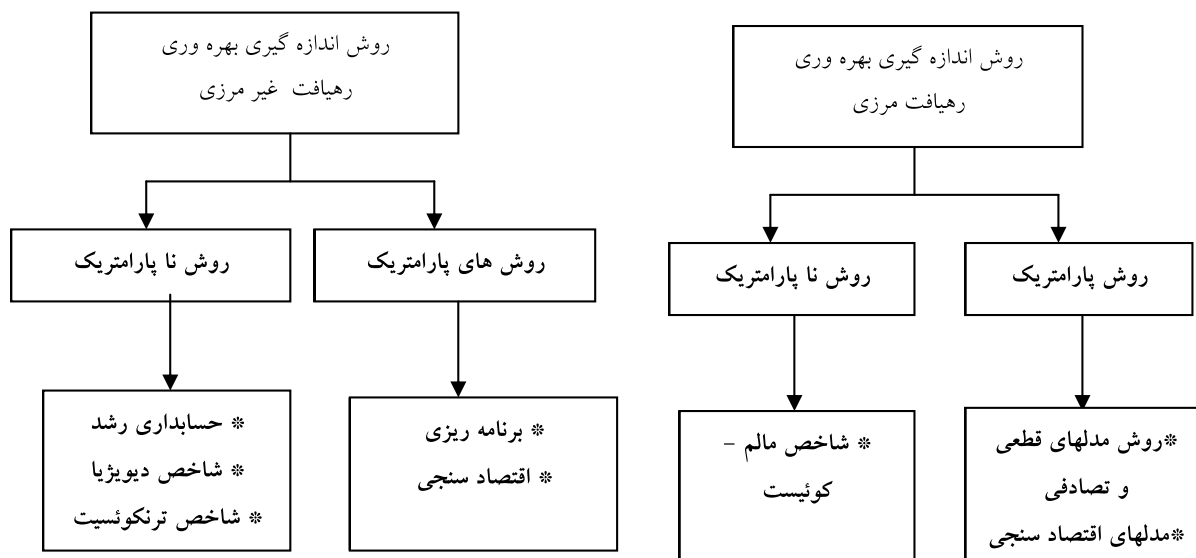 روش اندازه گیری بهره وری
رهیافت مرزی
روش پارامتریک
روش نا پارامتریک
*روش مدلهای قطعی
و تصادفی
*مدلهای اقتصاد سنجی
* شاخص مالم –
کوئیست
روش اندازه گیری بهره وری
رهیافت غیر مرزی
روش های پارامتریک
روش نا پارامتریک
* برنامه ریزی
* اقتصاد سنجی
* حسابداری رشد
* شاخص دیویژیا
* شاخص ترنکوئسیت